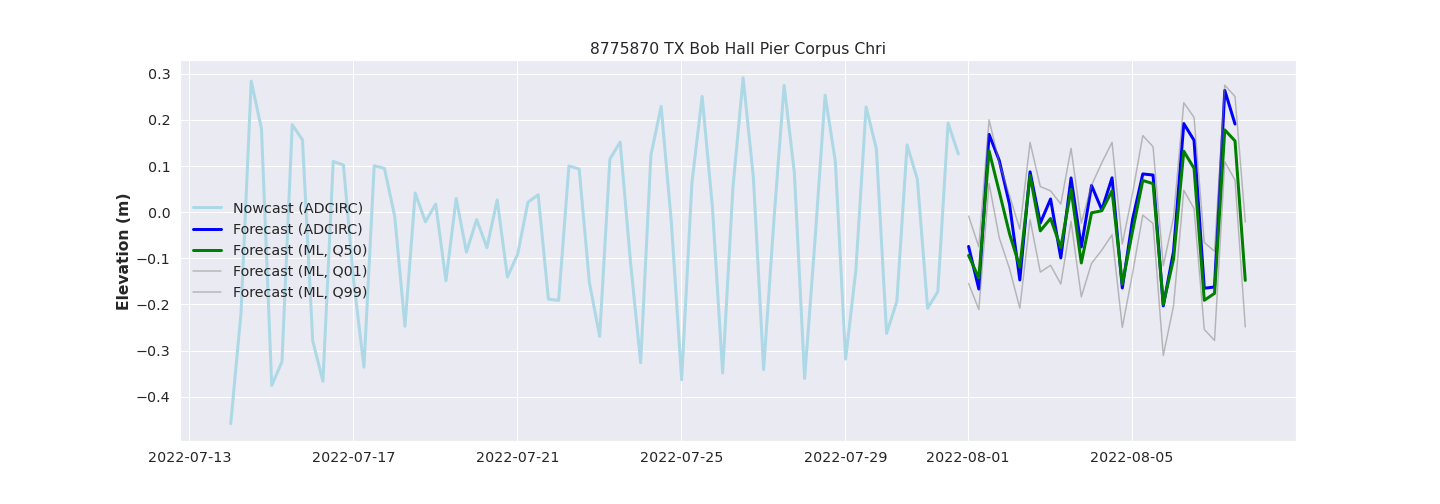 8775870 TX Bob Hall Pier Corpus Chri
Elevation (m)
0.3
0.2
0.1
0.0
−0.1
−0.2
−0.3
−0.4
Nowcast (ADCIRC)
Forecast (ADCIRC)
Forecast (ML, Q50)
Forecast (ML, Q01)
Forecast (ML, Q99)
2022-07-13 2022-07-17 2022-07-21 2022-07-25 2022-07-29 2022-08-01 2022-08-05